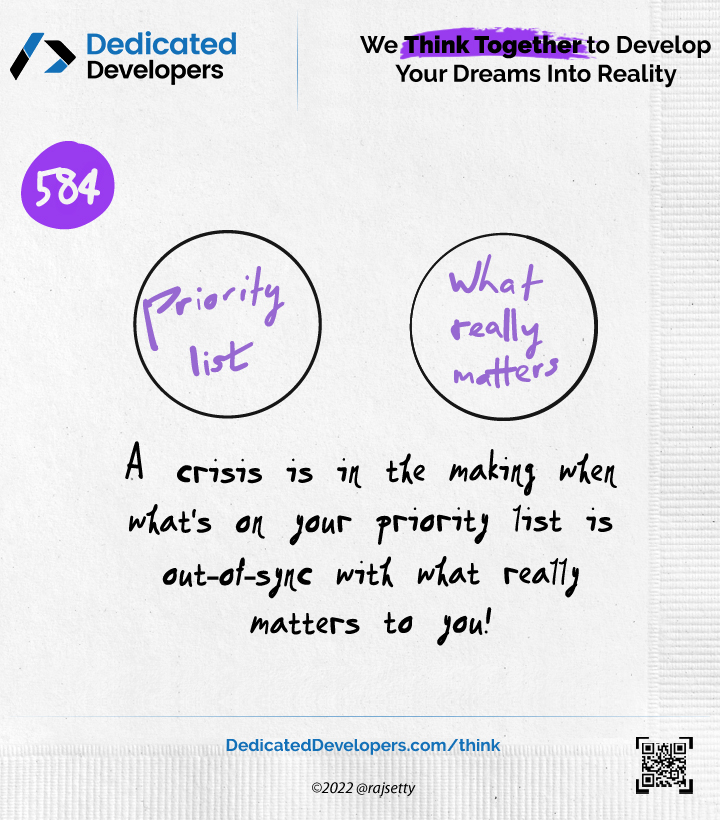 Dedicated
Developers
We Think Together to Develop
Your Dreams Into Reality
584
Priority
list
What
really
matters
A crisis is in the making when
what's on your priority list is
out-of-sync with what really
matters to you!
DedicatedDevelopers.com/think
©2022 @rajsetty